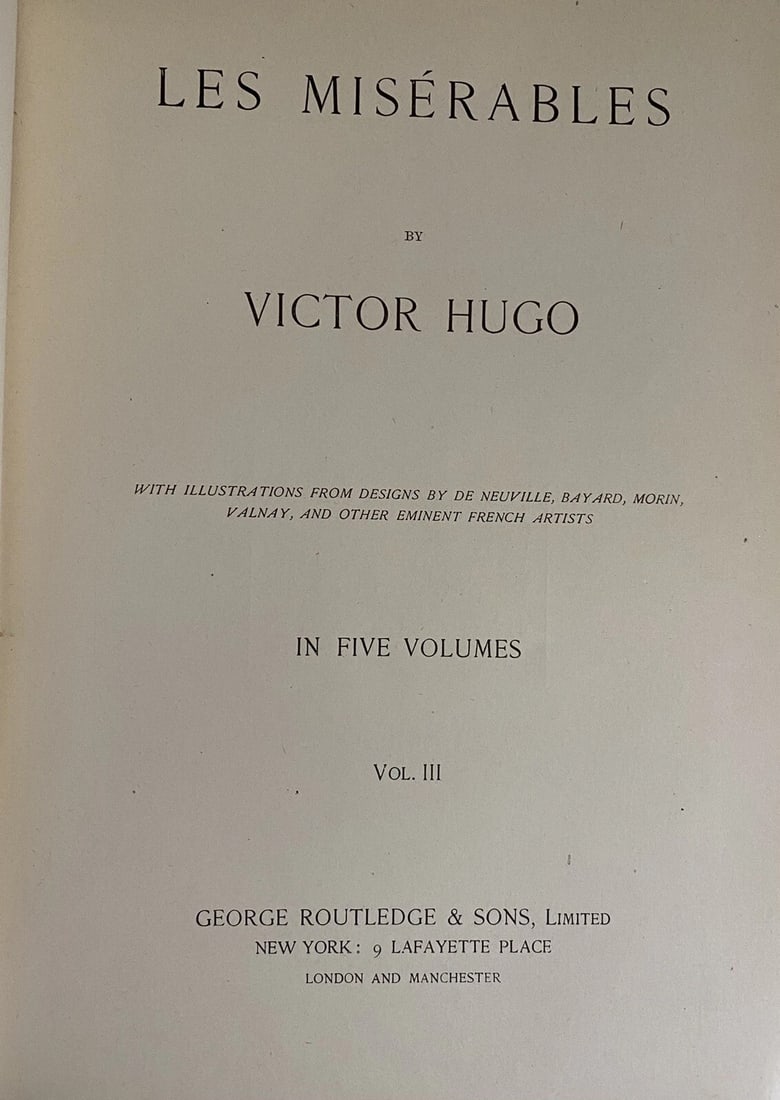 LES MISÉRABLES
BY
VICTOR HUGO
WITH ILLUSTRATIONS FROM DESIGNS BY DE NEUVILLE, BAYARD, MORIN,
VALNAY, AND OTHER EMINENT FRENCH ARTISTS
IN FIVE VOLUMES
VOL. III
GEORGE ROUTLEDGE & SONS, LIMITED
NEW YORK: 9 LAFAYETTE PLACE
LONDON AND MANCHESTER